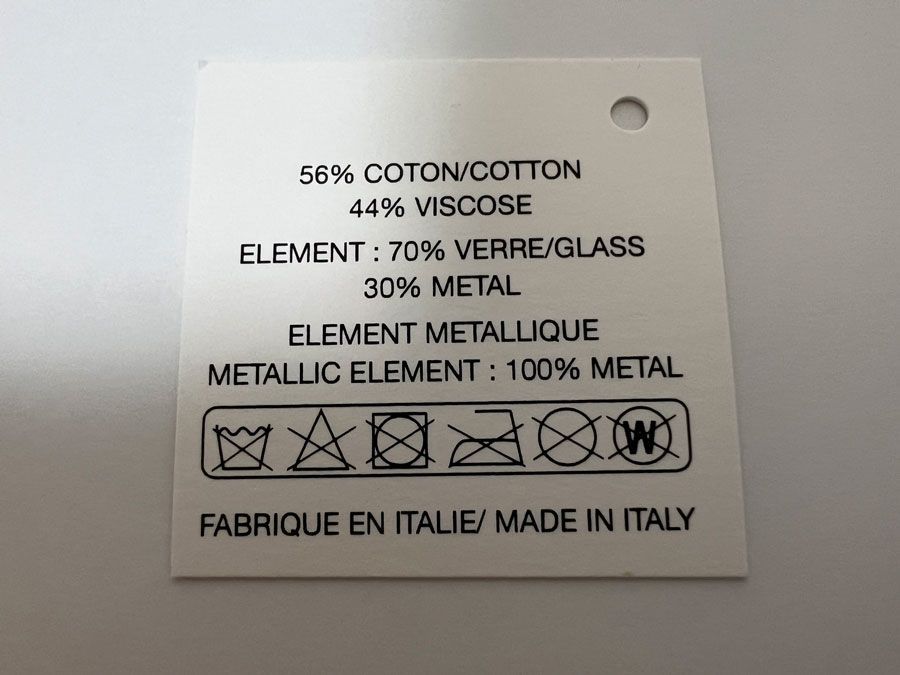 56% COTON/COTTON
44% VISCOSE
ELEMENT : 70% VERRE/GLASS
30% METAL
ELEMENT METALLIQUE
METALLIC ELEMENT : 100% METAL
W
FABRIQUE EN ITALIE/ MADE IN ITALY